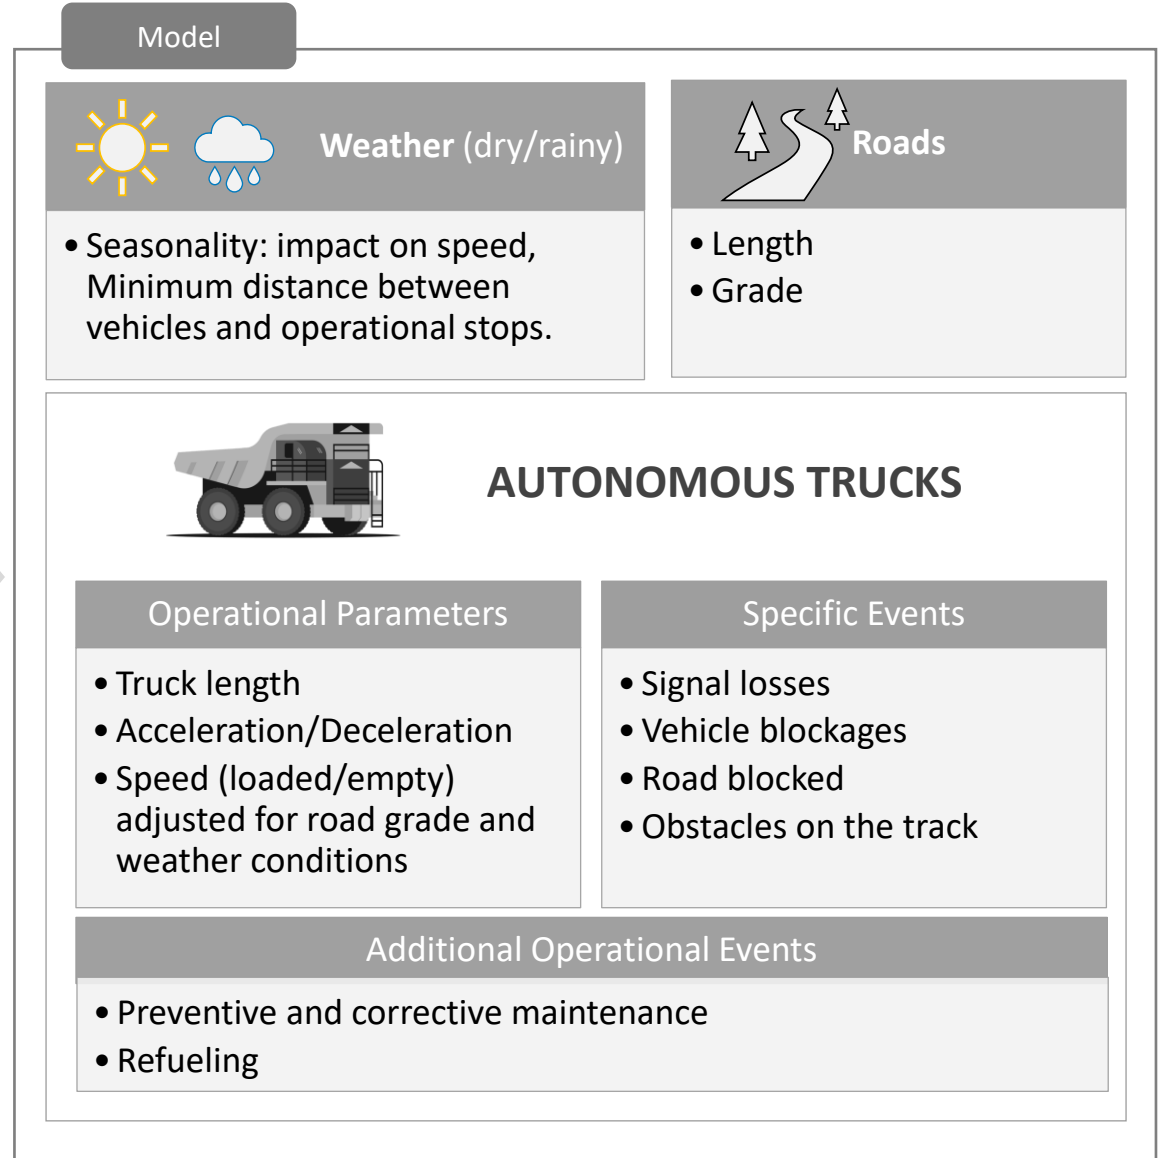 Model
Weather (dry/rainy)
• Seasonality: impact on speed,
Minimum distance between
vehicles and operational stops.
Roads
• Length
• Grade
AUTONOMOUS TRUCKS
Operational Parameters
• Truck length
• Acceleration/Deceleration
• Speed (loaded/empty)
adjusted for road grade and
weather conditions
Specific Events
• Signal losses
• Vehicle blockages
• Road blocked
• Obstacles on the track
Additional Operational Events
• Preventive and corrective maintenance
• Refueling